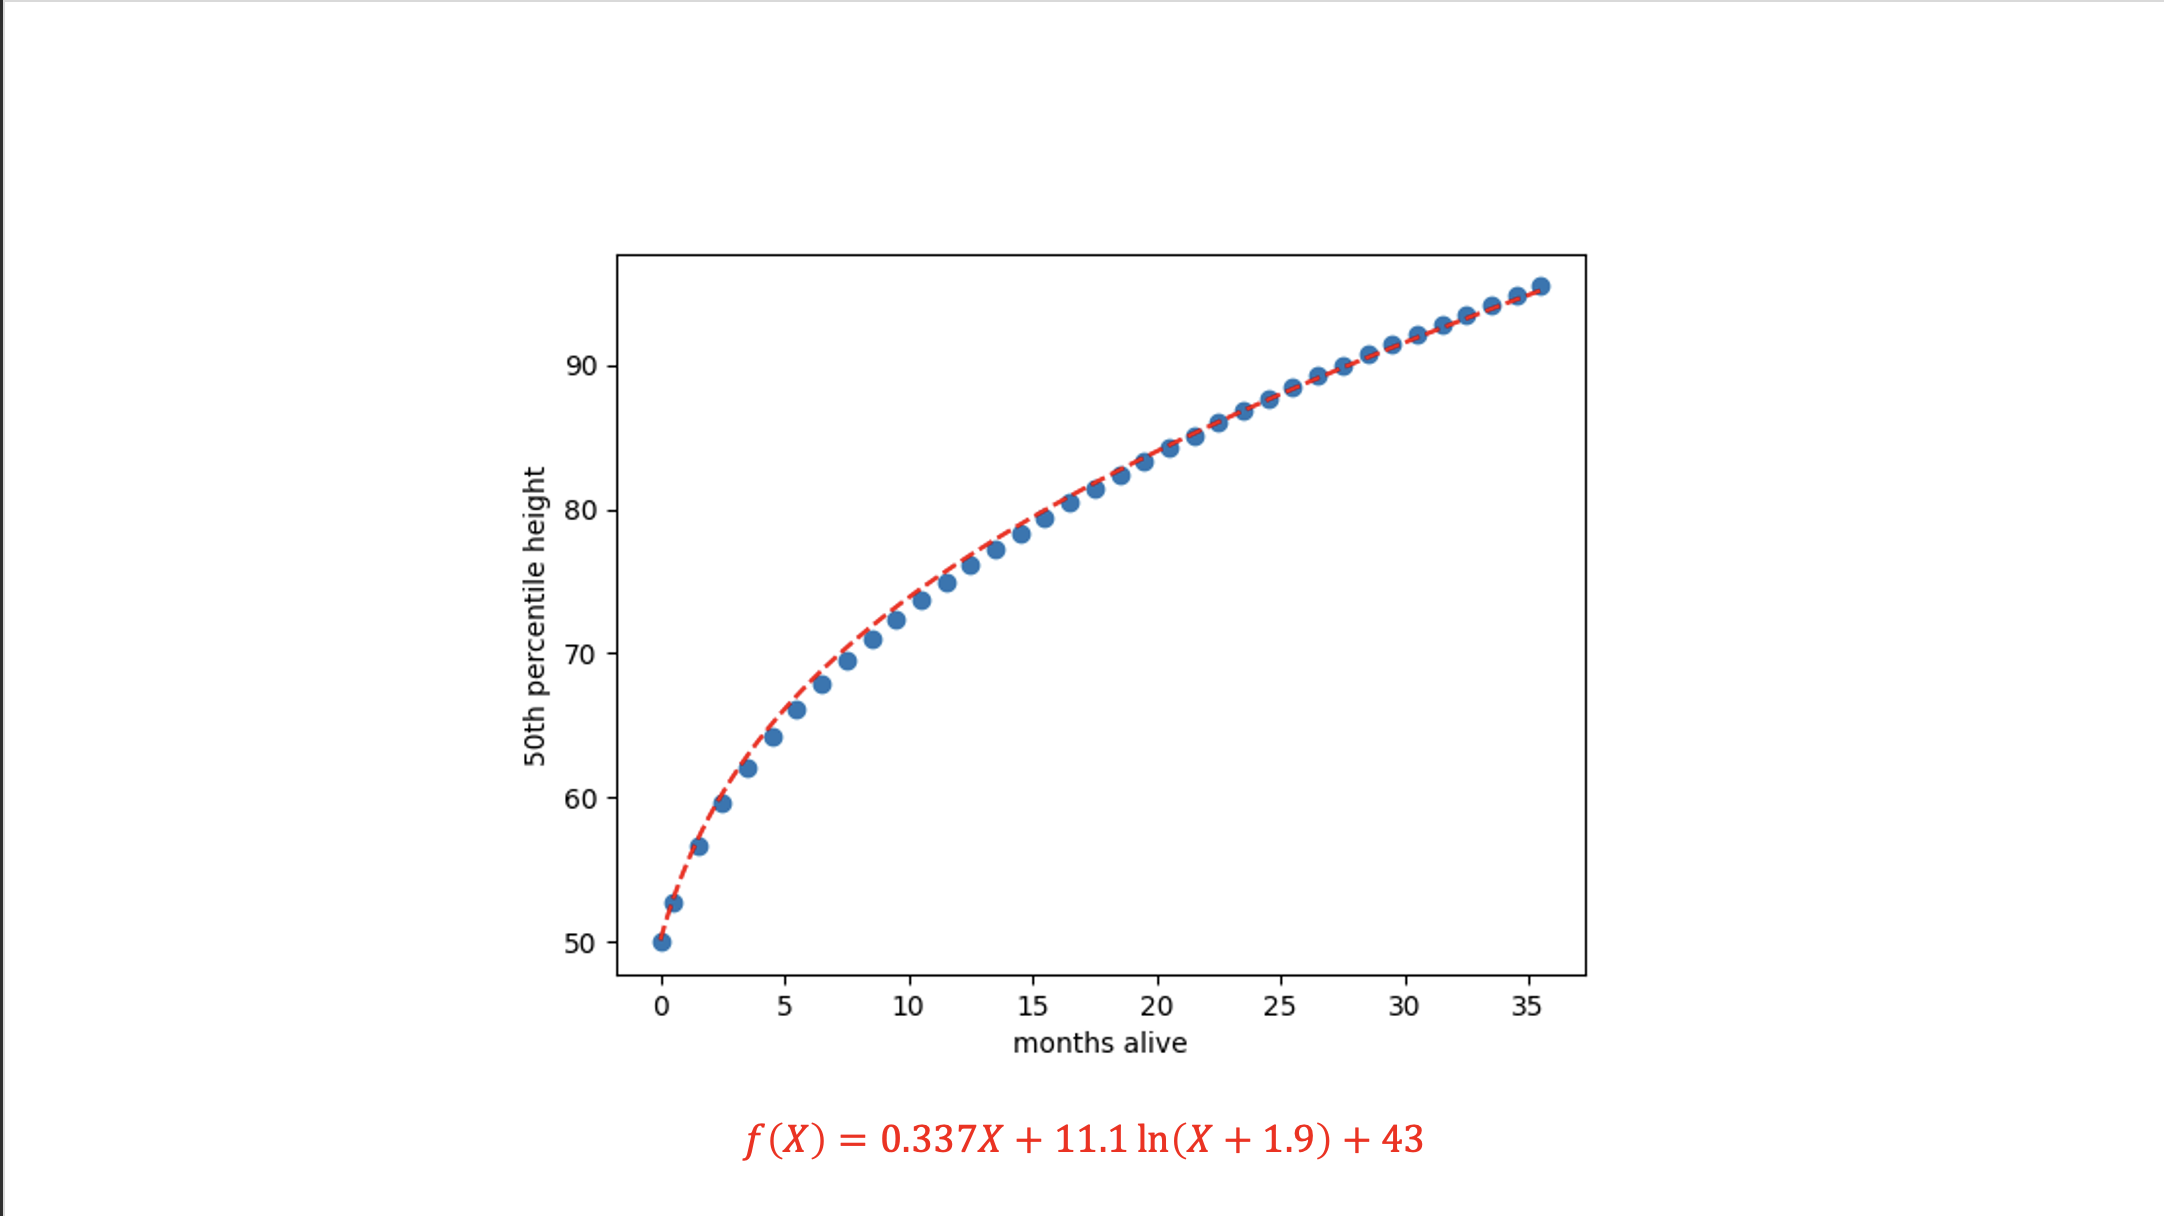 50th percentile height
90
80
70
60
50
0 5 10 15 20 25 30 35
months alive
f(X) = 0.337X + 11.1 ln(X + 1.9) + 43